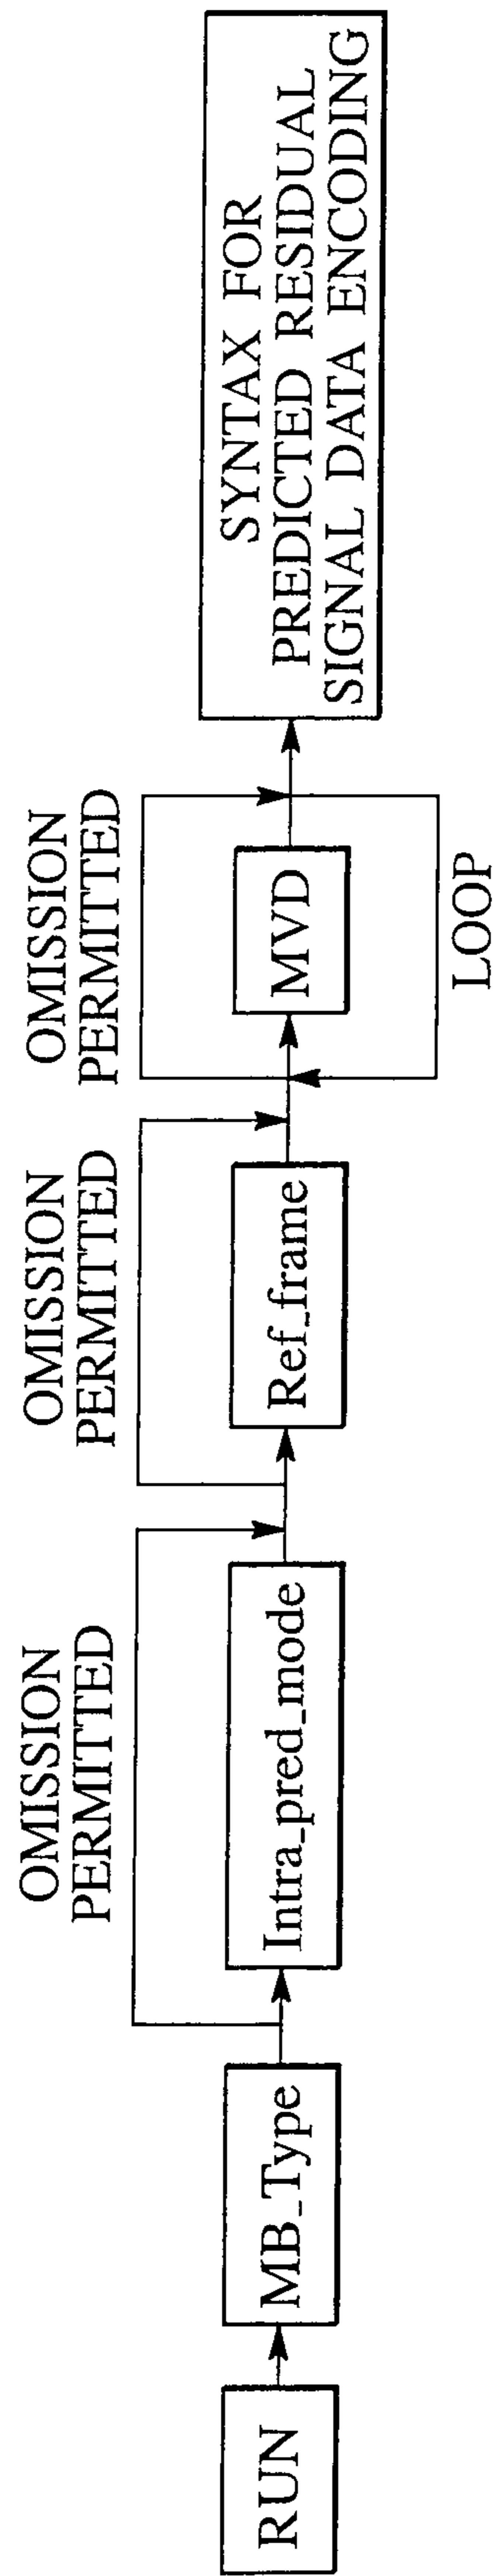 RUN
MB_Type
OMISSION
PERMITTED
Intra_pred_mode
OMISSION
PERMITTED
Ref_frame
OMISSION
PERMITTED
MVD
LOOP
SYNTAX FOR
PREDICTED RESIDUAL
SIGNAL DATA ENCODING